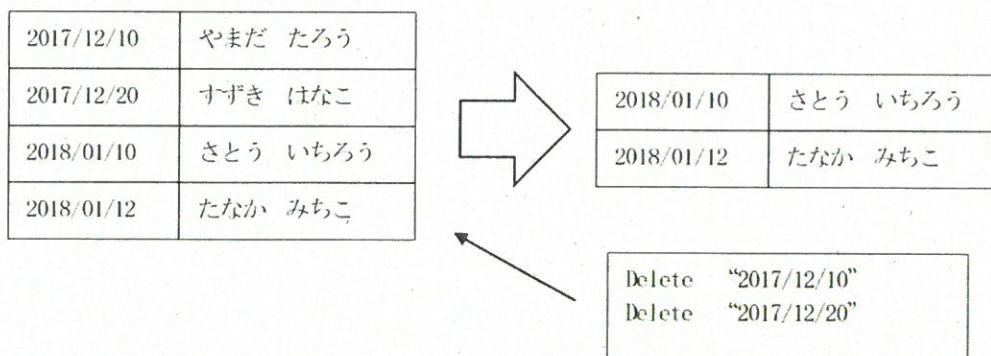 2017/12/10 やまだ たろう
2017/12/20 すずき はなこ
2018/01/10 さとう いちろう
2018/01/12 たなか みちこ
2018/01/10 さとう いちろう
2018/01/12 たなか みちこ
Delete “2017/12/10”
Delete “2017/12/20”